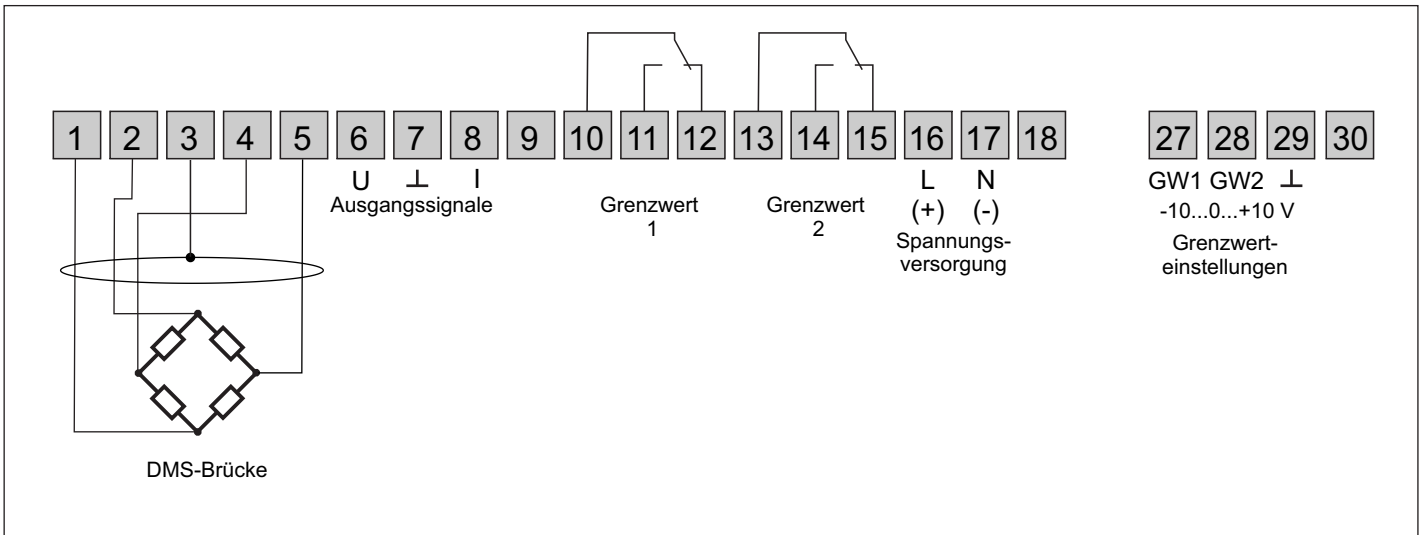 1 2 3 4 5 6 7 8 9 10 11 12 13 14 15 16 17 18 27 28 29 30
U ⊥ I L N GW1 GW2 ⊥
Ausgangssignale Grenzwert Grenzwert (+) (-) -10...0...+10 V
1 2
Spannungs- Grenzwert-
versorgung einstellungen
DMS-Brücke